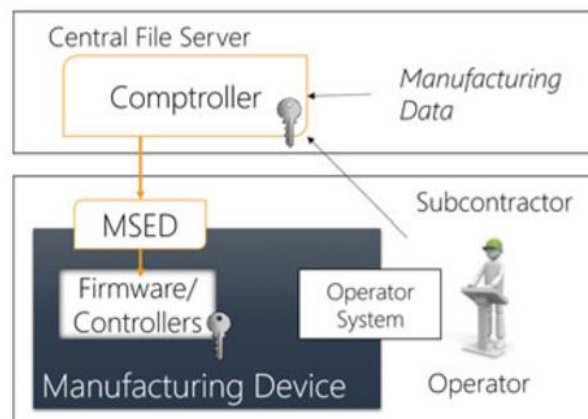 Central File Server
Comptroller
Manufacturing
Data
MSED
Subcontractor
Firmware/
Controllers
Operator
System
Manufacturing Device
Operator